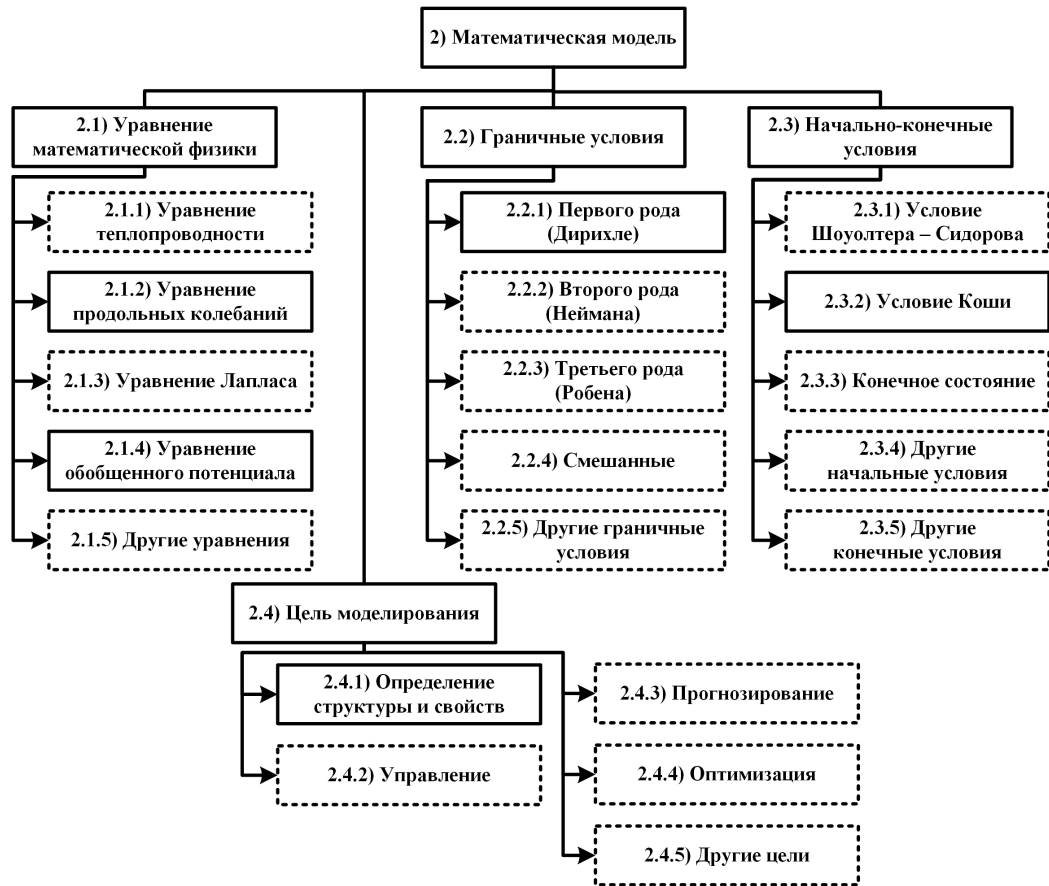 2) Математическая модель
2.1) Уравнение
математической физики
2.1.1) Уравнение
теплопроводности
2.1.2) Уравнение
продольных колебаний
2.1.3) Уравнение Лапласа
2.1.4) Уравнение
обобщенного потенциала
2.1.5) Другие уравнения
2.2) Граничные условия
2.2.1) Первого рода
(Дирихле)
2.2.2) Второго рода
(Неймана)
2.2.3) Третьего рода
(Робена)
2.2.4) Смешанные
2.2.5) Другие граничные
условия
2.3) Начально-конечные
условия
2.3.1) Условие
Шоуолтера – Сидорова
2.3.2) Условие Коши
2.3.3) Конечное состояние
2.3.4) Другие
начальные условия
2.3.5) Другие
конечные условия
2.4) Цель моделирования
2.4.1) Определение
структуры и свойств
2.4.2) Управление
2.4.3) Прогнозирование
2.4.4) Оптимизация
2.4.5) Другие цели